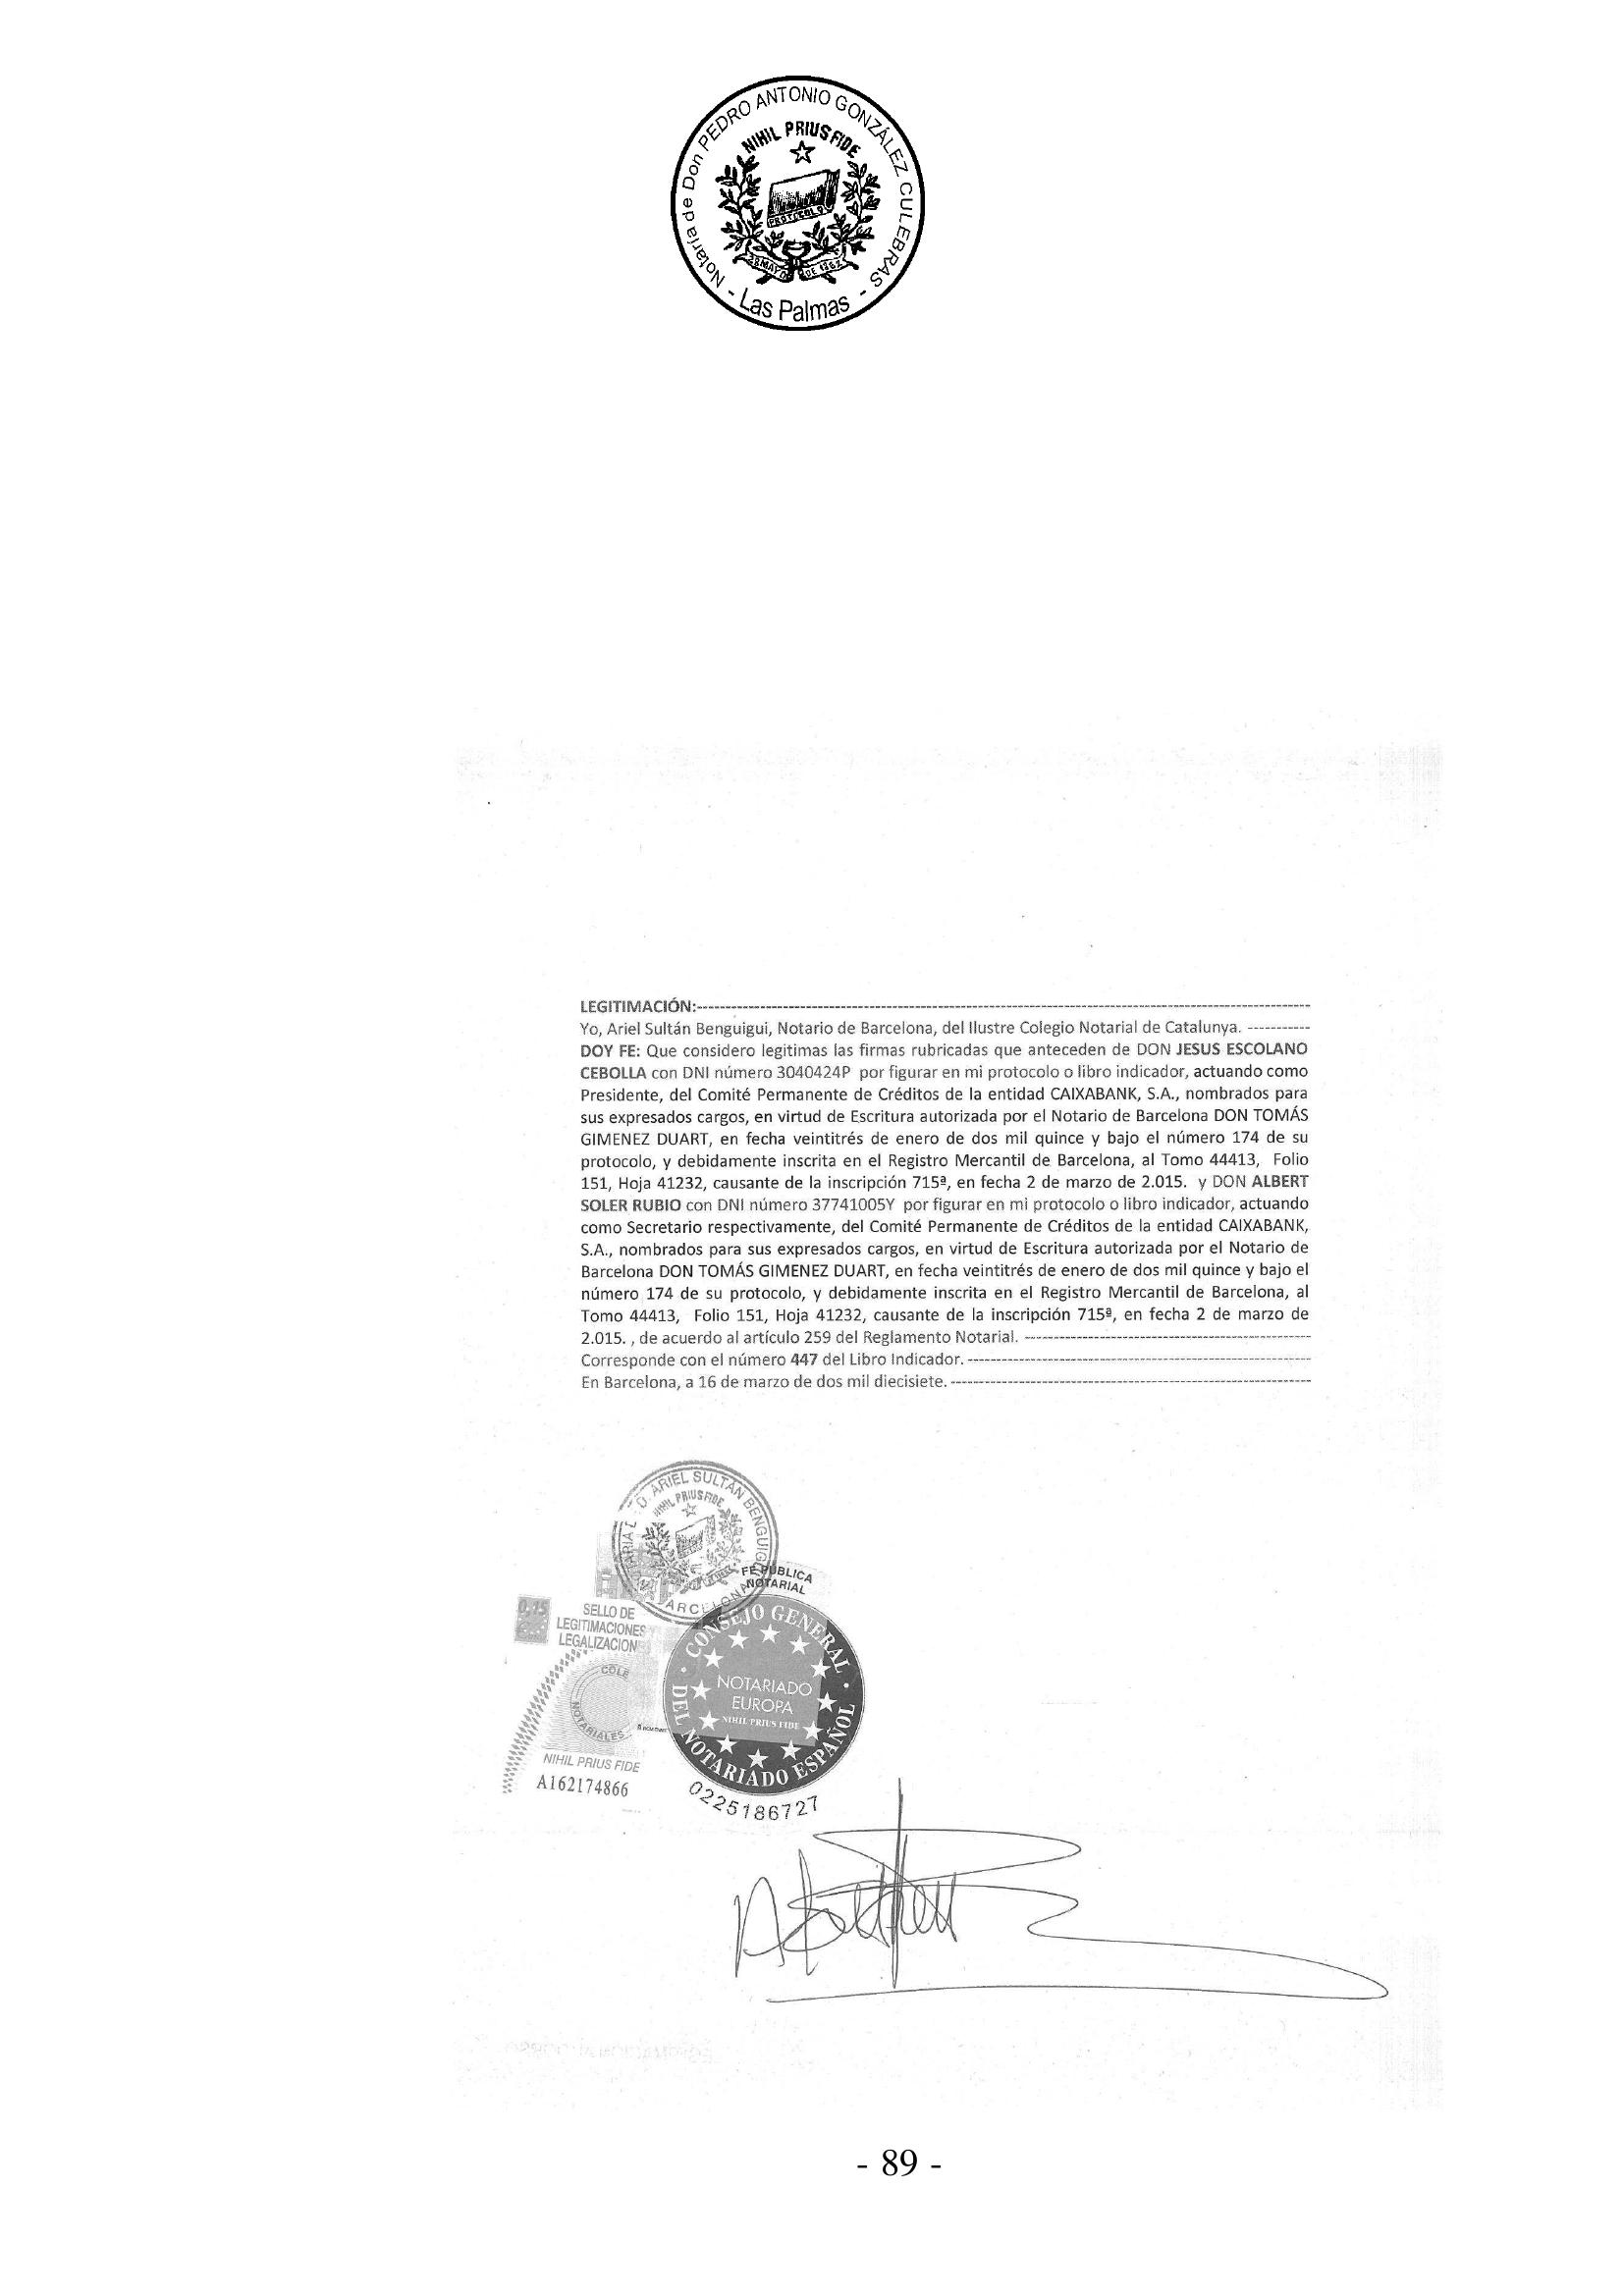 Notaría de Don PEDRO ANTONIO GONZÁLEZ CULEBRAS
NIHIL PRIUS FIDE
PROTOCOLO
28 MAYO DE 1862
- Las Palmas -
LEGITIMACIÓN:
Yo, Ariel Sultán Benguigui, Notario de Barcelona, del Ilustre Colegio Notarial de Catalunya.
DOY FE: Que considero legitimas las firmas rubricadas que anteceden de DON JESUS ESCOLANO
CEBOLLA con DNI número 3040424P por figurar en mi protocolo o libro indicador, actuando como
Presidente, del Comité Permanente de Créditos de la entidad CAIXABANK, S.A., nombrados para
sus expresados cargos, en virtud de Escritura autorizada por el Notario de Barcelona DON TOMÁS
GIMENEZ DUART, en fecha veintitrés de enero de dos mil quince y bajo el número 174 de su
protocolo, y debidamente inscrita en el Registro Mercantil de Barcelona, al Tomo 44413, Folio
151, Hoja 41232, causante de la inscripción 715ª, en fecha 2 de marzo de 2.015. y DON ALBERT
SOLER RUBIO con DNI número 37741005Y por figurar en mi protocolo o libro indicador, actuando
como Secretario respectivamente, del Comité Permanente de Créditos de la entidad CAIXABANK,
S.A., nombrados para sus expresados cargos, en virtud de Escritura autorizada por el Notario de
Barcelona DON TOMÁS GIMENEZ DUART, en fecha veintitrés de enero de dos mil quince y bajo el
número 174 de su protocolo, y debidamente inscrita en el Registro Mercantil de Barcelona, al
Tomo 44413, Folio 151, Hoja 41232, causante de la inscripción 715ª, en fecha 2 de marzo de
2.015. , de acuerdo al artículo 259 del Reglamento Notarial.
Corresponde con el número 447 del Libro Indicador.
En Barcelona, a 16 de marzo de dos mil diecisiete.
D. ARIEL SULTÁN BENGUIGUI
NIHIL PRIUS FIDE
FE PÚBLICA
NOTARIAL
0,15
SELLO DE
LEGITIMACIONES
LEGALIZACION
COLE
NOTARIALES
NIHIL PRIUS FIDE
A162174866
CONSEJO GENERAL
DEL NOTARIADO ESPAÑOL
NOTARIADO
EUROPA
NIHIL PRIUS FIDE
0225186727
- 89 -